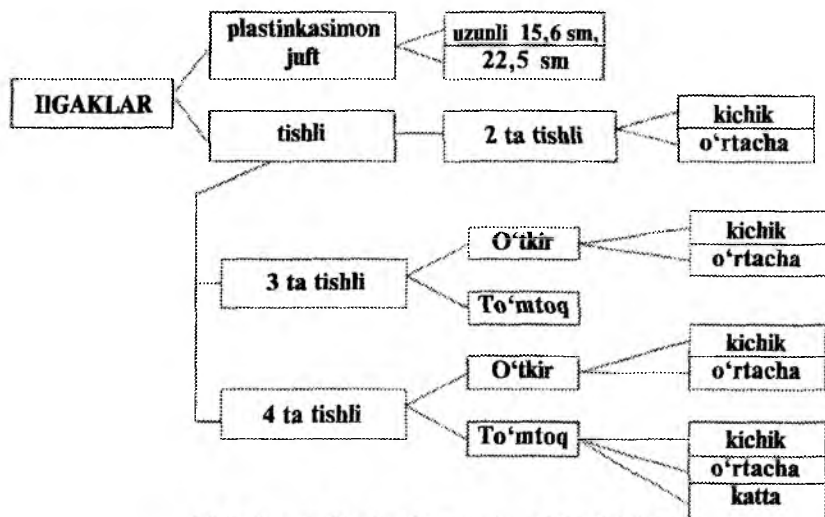 IIGAKLAR
plastinkasimon
juft
uzunli 15,6 sm,
22,5 sm
tishli
2 ta tishli
kichik
o‘rtacha
3 ta tishli
O‘tkir
kichik
o‘rtacha
To‘mtoq
4 ta tishli
O‘tkir
kichik
o‘rtacha
To‘mtoq
kichik
o‘rtacha
katta